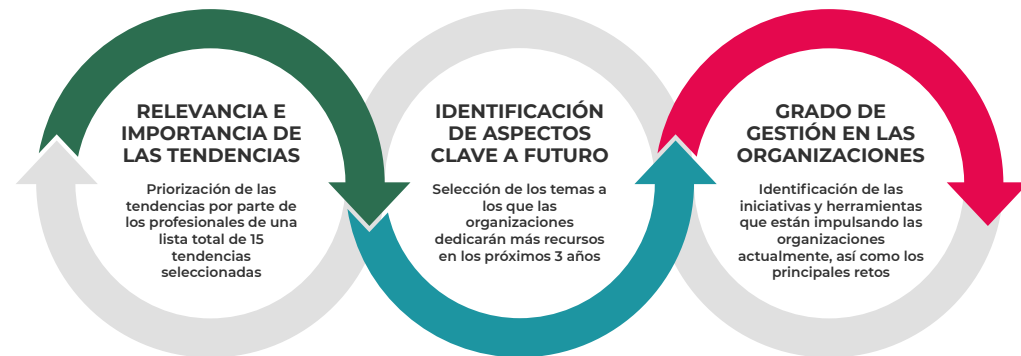 RELEVANCIA E
IMPORTANCIA DE
LAS TENDENCIAS
Priorización de las
tendencias por parte de
los profesionales de una
lista total de 15
tendencias
seleccionadas
IDENTIFICACIÓN
DE ASPECTOS
CLAVE A FUTURO
Selección de los temas a
los que las
organizaciones
dedicarán más recursos
en los próximos 3 años
GRADO DE
GESTIÓN EN LAS
ORGANIZACIONES
Identificación de las
iniciativas y herramientas
que están impulsando las
organizaciones
actualmente, así como los
principales retos